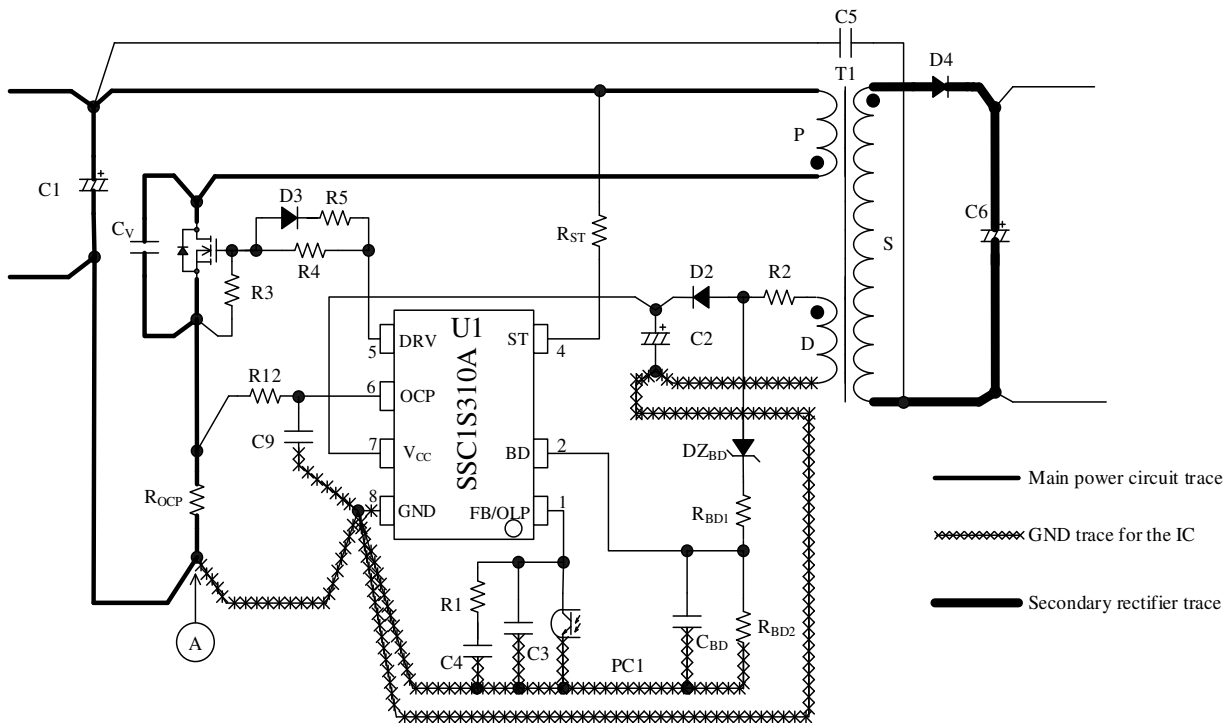 C5
T1
D4
P
C1
D3
R5
CV
RST
C6
S
R4
D2
R2
R3
U1
C2
D
5
DRV
ST
4
SSC1S310A
R12
6
OCP
C9
7
VCC
BD
2
DZBD
Main power circuit trace
ROCP
8
GND
FB/OLP
1
RBD1
GND trace for the IC
R1
C4
C3
CBD
RBD2
Secondary rectifier trace
A
PC1